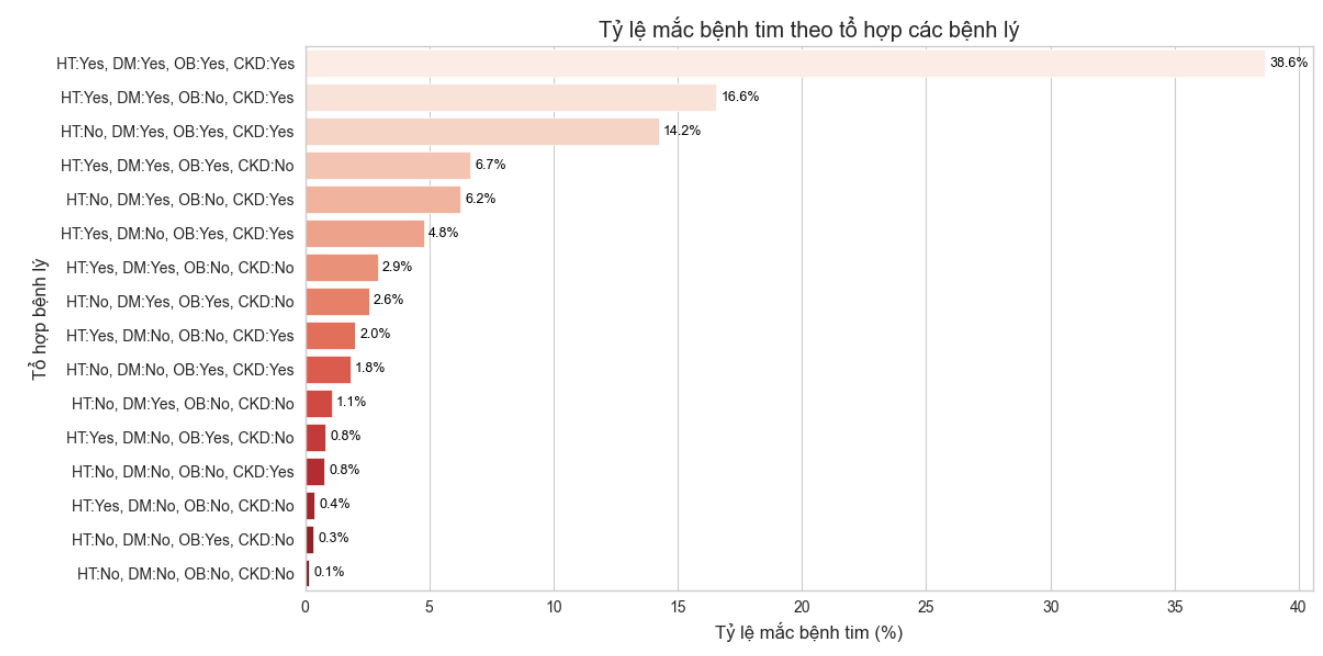 Tỷ lệ mắc bệnh tim theo tổ hợp các bệnh lý
Tổ hợp bệnh lý
HT:Yes, DM:Yes, OB:Yes, CKD:Yes 38.6%
HT:Yes, DM:Yes, OB:No, CKD:Yes 16.6%
HT:No, DM:Yes, OB:Yes, CKD:Yes 14.2%
HT:Yes, DM:Yes, OB:Yes, CKD:No 6.7%
HT:No, DM:Yes, OB:No, CKD:Yes 6.2%
HT:Yes, DM:No, OB:Yes, CKD:Yes 4.8%
HT:Yes, DM:Yes, OB:No, CKD:No 2.9%
HT:No, DM:Yes, OB:Yes, CKD:No 2.6%
HT:Yes, DM:No, OB:No, CKD:Yes 2.0%
HT:No, DM:No, OB:Yes, CKD:Yes 1.8%
HT:No, DM:Yes, OB:No, CKD:No 1.1%
HT:Yes, DM:No, OB:Yes, CKD:No 0.8%
HT:No, DM:No, OB:No, CKD:Yes 0.8%
HT:Yes, DM:No, OB:No, CKD:No 0.4%
HT:No, DM:No, OB:Yes, CKD:No 0.3%
HT:No, DM:No, OB:No, CKD:No 0.1%
0 5 10 15 20 25 30 35 40
Tỷ lệ mắc bệnh tim (%)